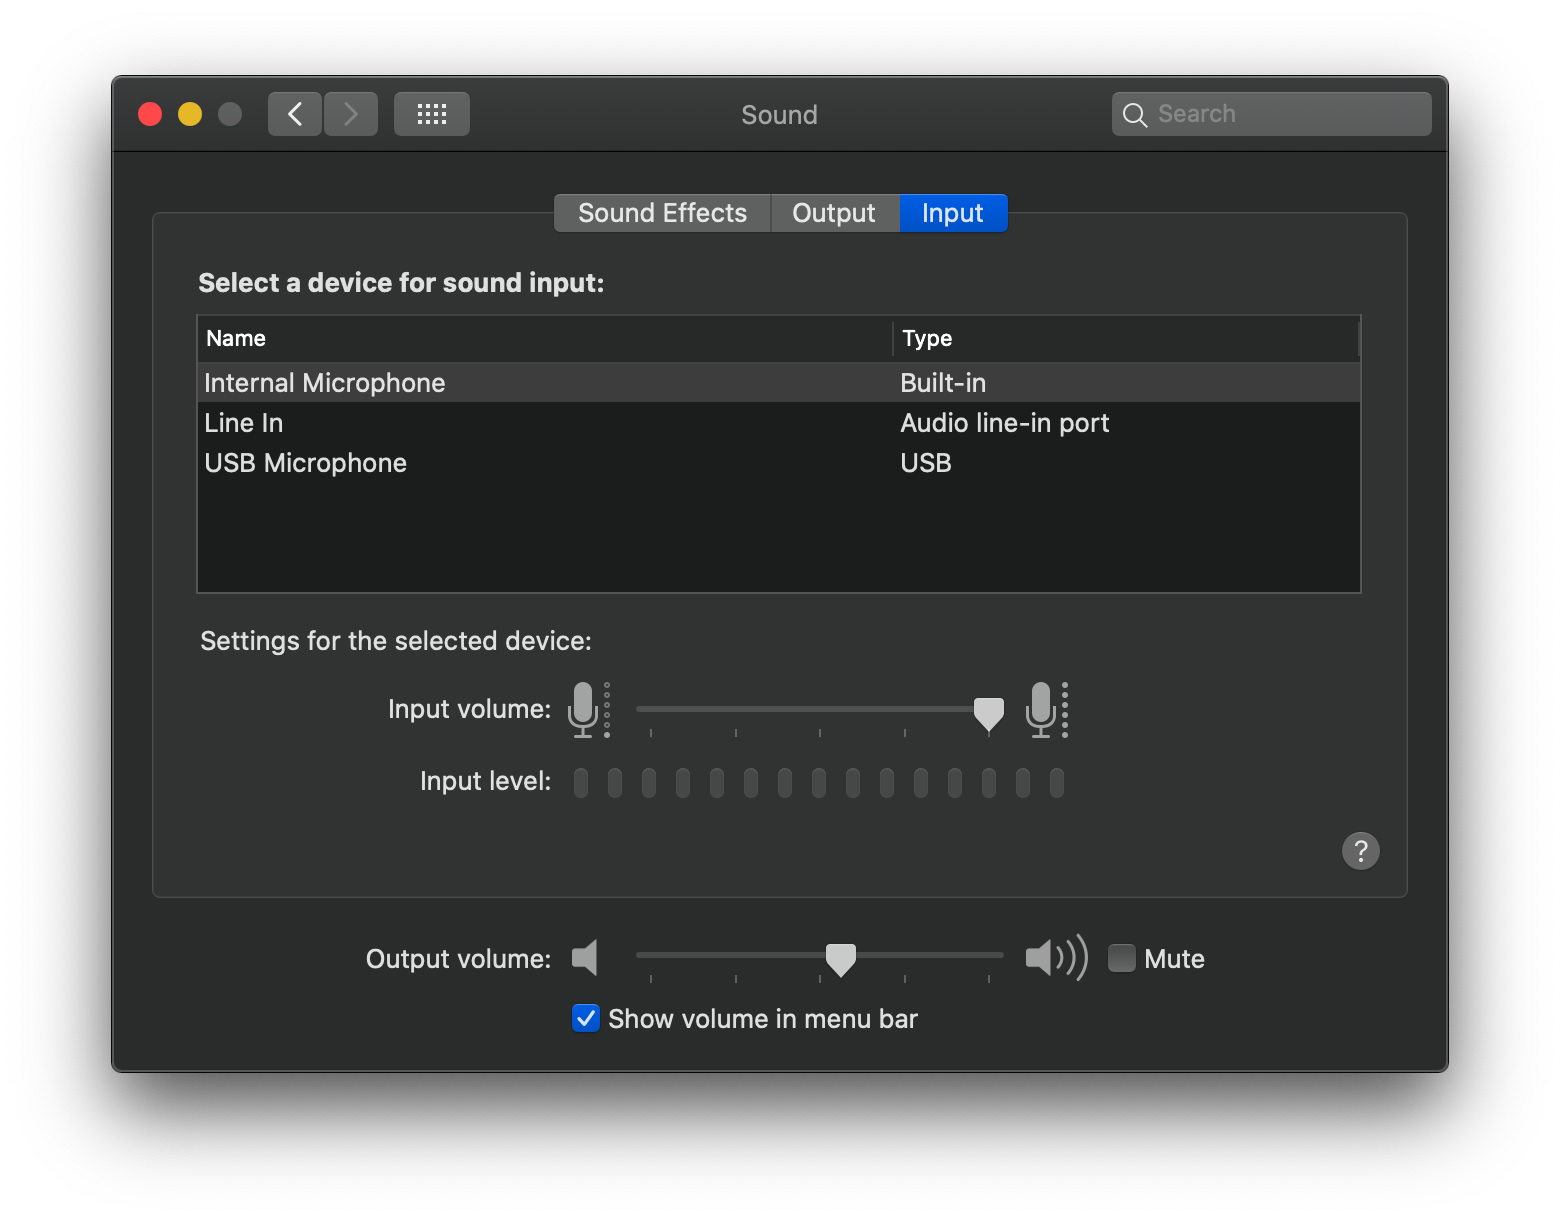 Sound
Search
Sound Effects Output Input
Select a device for sound input:
Name Type
Internal Microphone Built-in
Line In Audio line-in port
USB Microphone USB
Settings for the selected device:
Input volume:
Input level:
?
Output volume: Mute
Show volume in menu bar